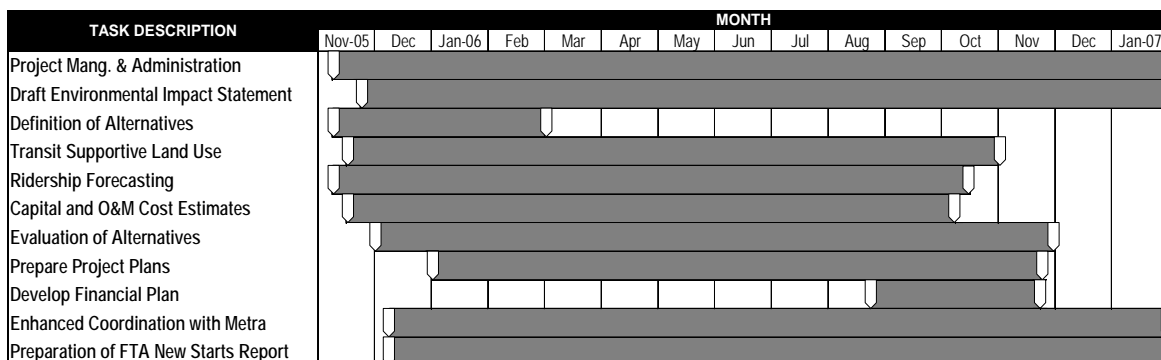 TASK DESCRIPTION
MONTH
Nov-05 Dec Jan-06 Feb Mar Apr May Jun Jul Aug Sep Oct Nov Dec Jan-07
Project Mang. & Administration
Draft Environmental Impact Statement
Definition of Alternatives
Transit Supportive Land Use
Ridership Forecasting
Capital and O&M Cost Estimates
Evaluation of Alternatives
Prepare Project Plans
Develop Financial Plan
Enhanced Coordination with Metra
Preparation of FTA New Starts Report